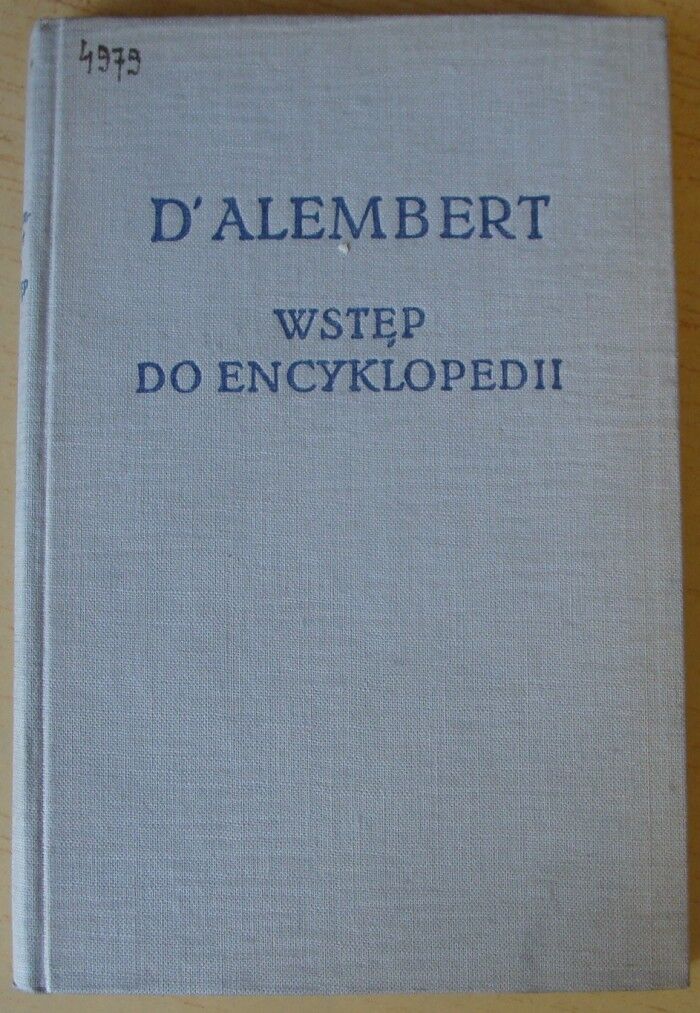 4979
D'ALEMBERT
WSTĘP
DO ENCYKLOPEDII